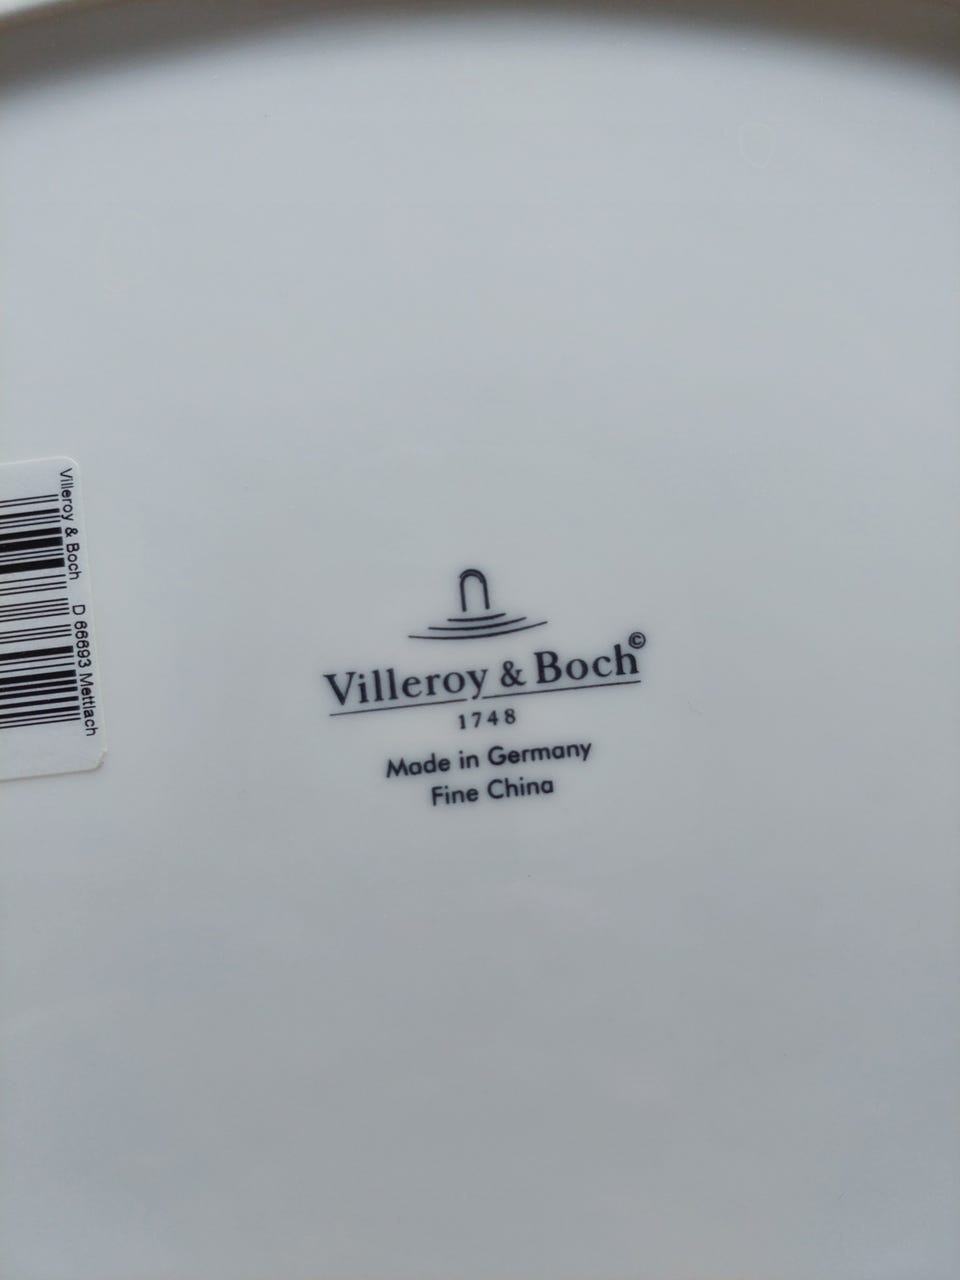 Villeroy & Boch©
1748
Made in Germany
Fine China
Villeroy & Boch D 66693 Mettlach